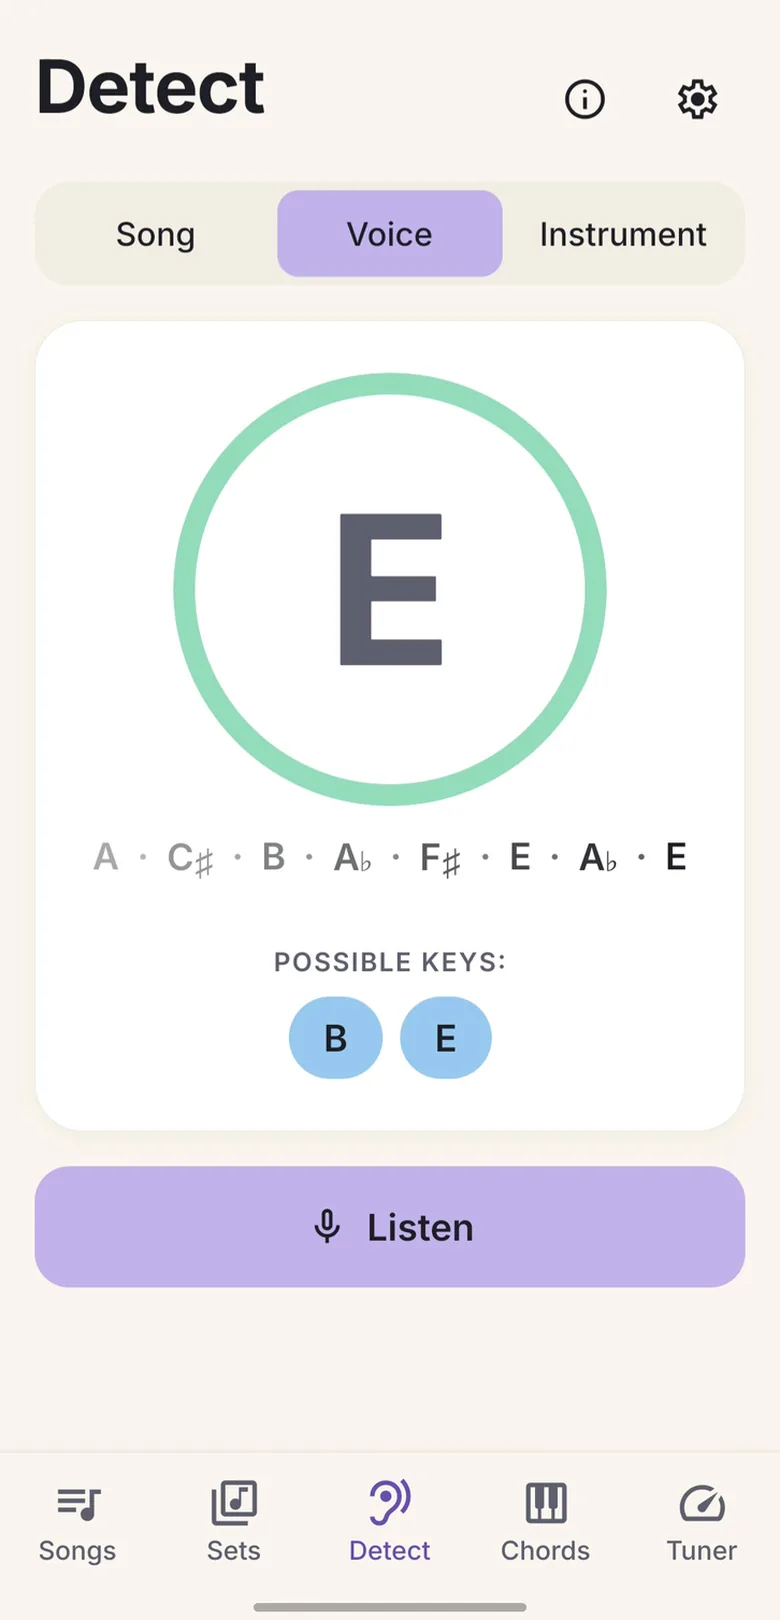 Detect
Song Voice Instrument
E
A · C♯ · B · A♭ · F♯ · E · A♭ · E
POSSIBLE KEYS:
B E
Listen
Songs Sets Detect Chords Tuner